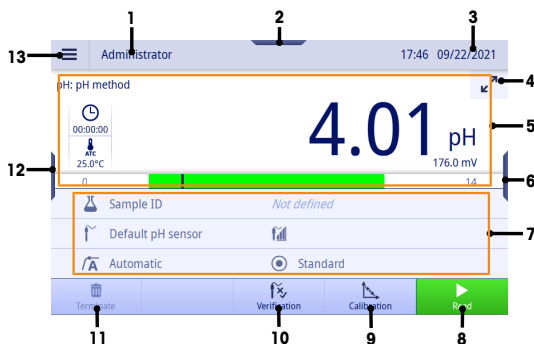 1
2
3
13
Administrator
17:46 09/22/2021
pH: pH method
4
00:00:00
4.01 pH
5
ATC
25.0°C
176.0 mV
12
0
14
6
Sample ID
Not defined
Default pH sensor
7
Automatic
Standard
Terminate
Verification
Calibration
Read
11
10
9
8